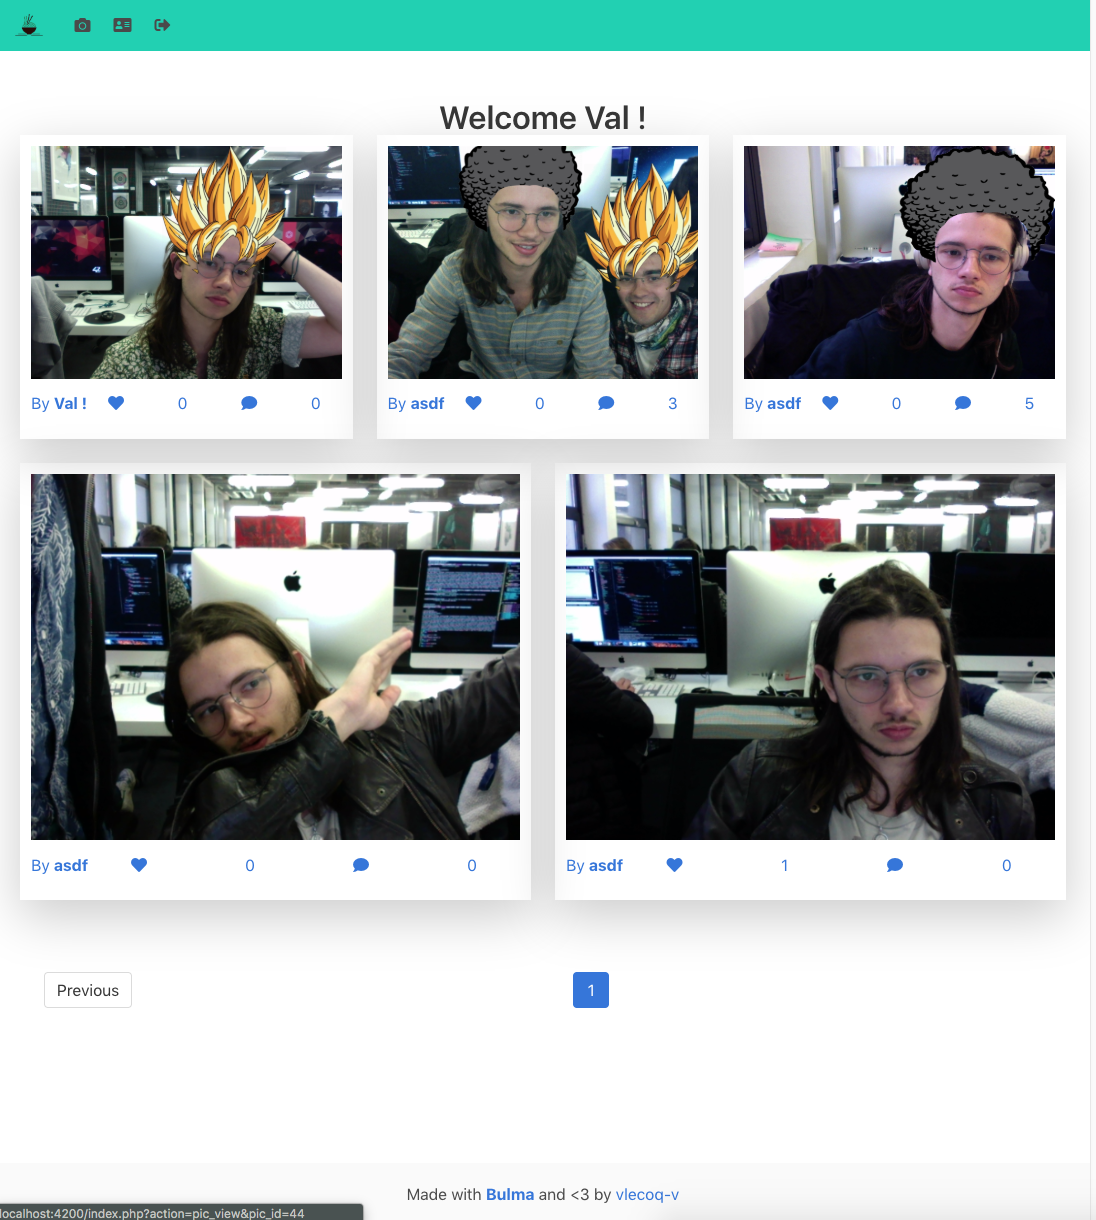 Welcome Val !
By Val ! 0 0
By asdf 0 3
By asdf 0 5
By asdf 0 0
By asdf 1 0
Previous 1
Made with Bulma and <3 by vlecoq-v
localhost:4200/index.php?action=pic_view&pic_id=44